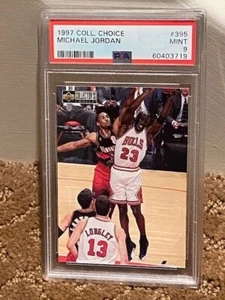 1997 COLL. CHOICE #395
MICHAEL JORDAN MINT
PSA 9
60403719
BULLS
23
LONGLEY
13